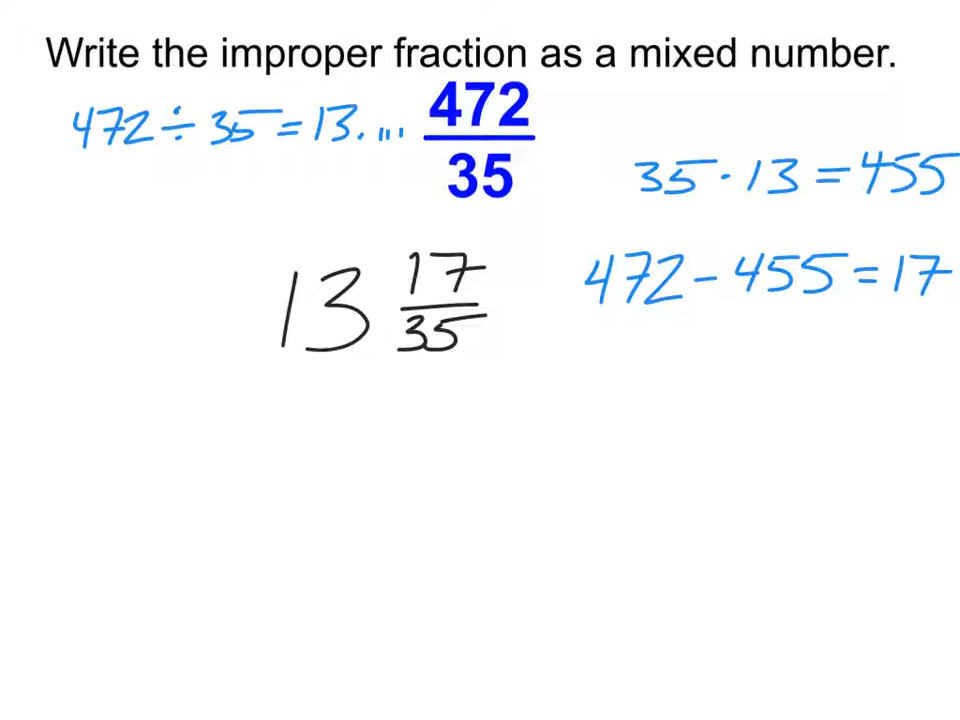 Write the improper fraction as a mixed number.
472 ÷ 35 = 13. ...
472
35
35 · 13 = 455
472 - 455 = 17
13 17/35